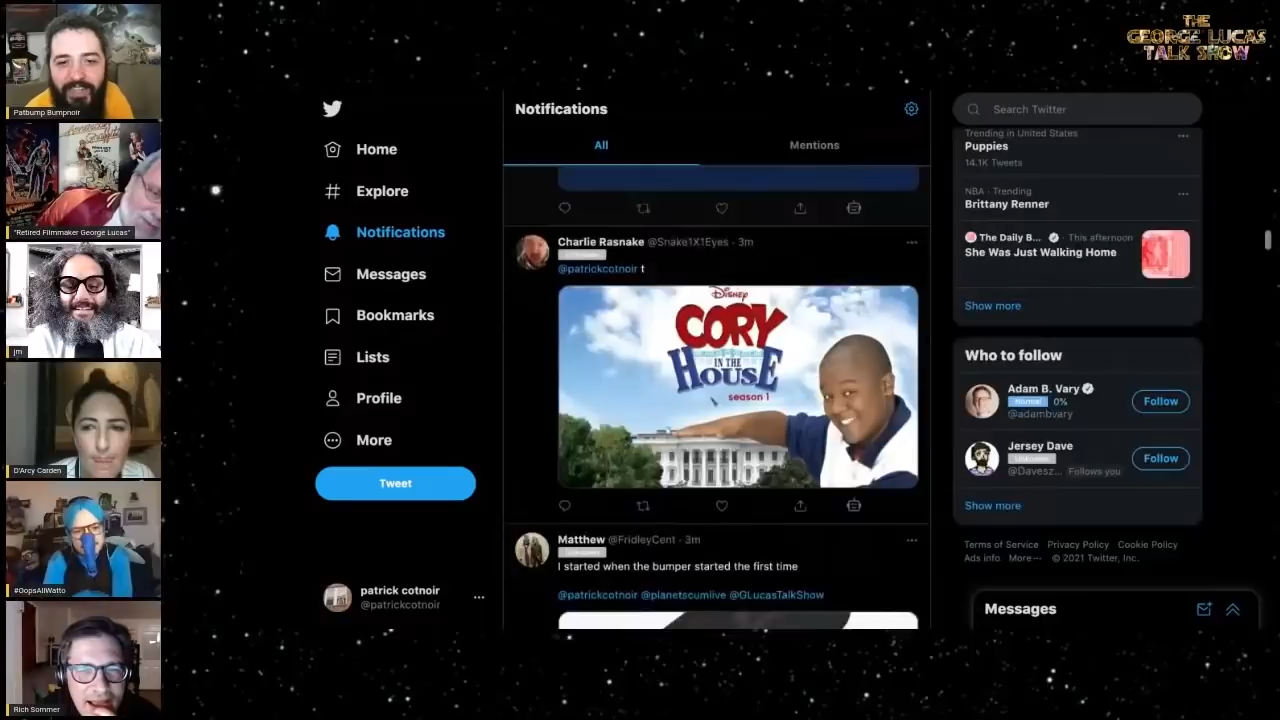 Patbump Bumpnoir
"Retired Filmmaker George Lucas"
jm
D'Arcy Carden
#OopsAllWatto
Rich Sommer
THE
GEORGE LUCAS
TALK SHOW
Home
Explore
Notifications
Messages
Bookmarks
Lists
Profile
More
Tweet
patrick cotnoir
@patrickcotnoir
Notifications
All
Mentions
Charlie Rasnake @Snake1X1Eyes · 3m
@patrickcotnoir t
DISNEY
CORY
IN THE
HOUSE
season 1
Matthew @FridleyCent · 3m
I started when the bumper started the first time
@patrickcotnoir @planetscumlive @GLucasTalkShow
Search Twitter
Trending in United States
Puppies
14.1K Tweets
NBA · Trending
Brittany Renner
The Daily B... · This afternoon
She Was Just Walking Home
Show more
Who to follow
Adam B. Vary
Normal 0%
@adambvary
Follow
Jersey Dave
@Davesz... Follows you
Follow
Show more
Terms of Service Privacy Policy Cookie Policy
Ads info More··· © 2021 Twitter, Inc.
Messages